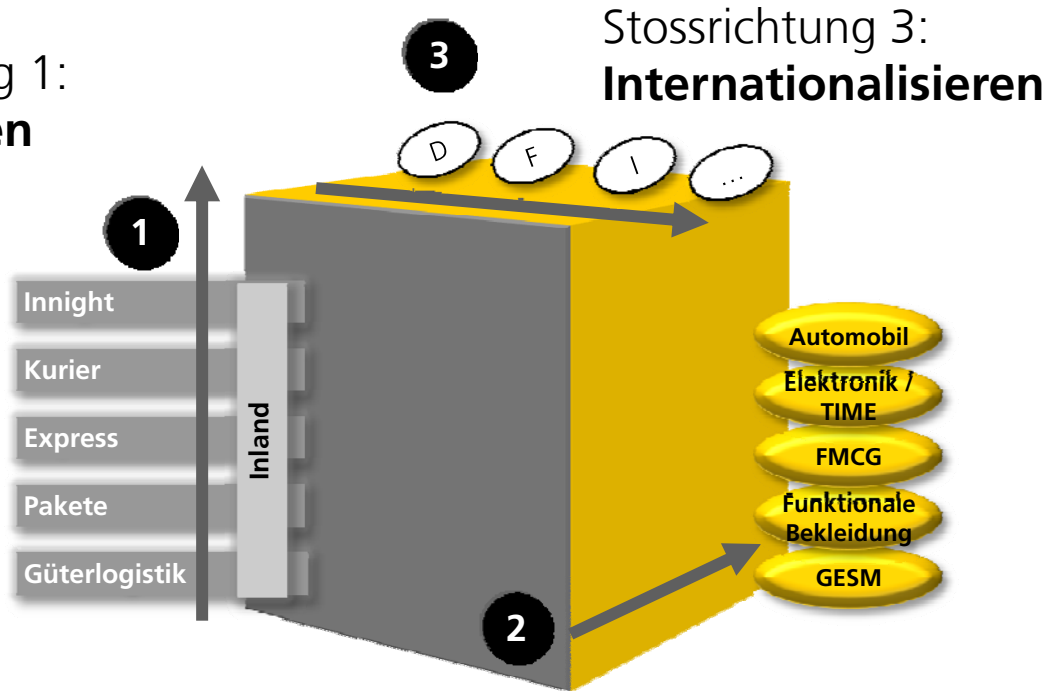 g 1:
en
3
Stossrichtung 3:
Internationalisieren
D
F
I
...
1
Innight
Kurier
Express
Pakete
Güterlogistik
Inland
Automobil
Elektronik /
TIME
FMCG
Funktionale
Bekleidung
GESM
2